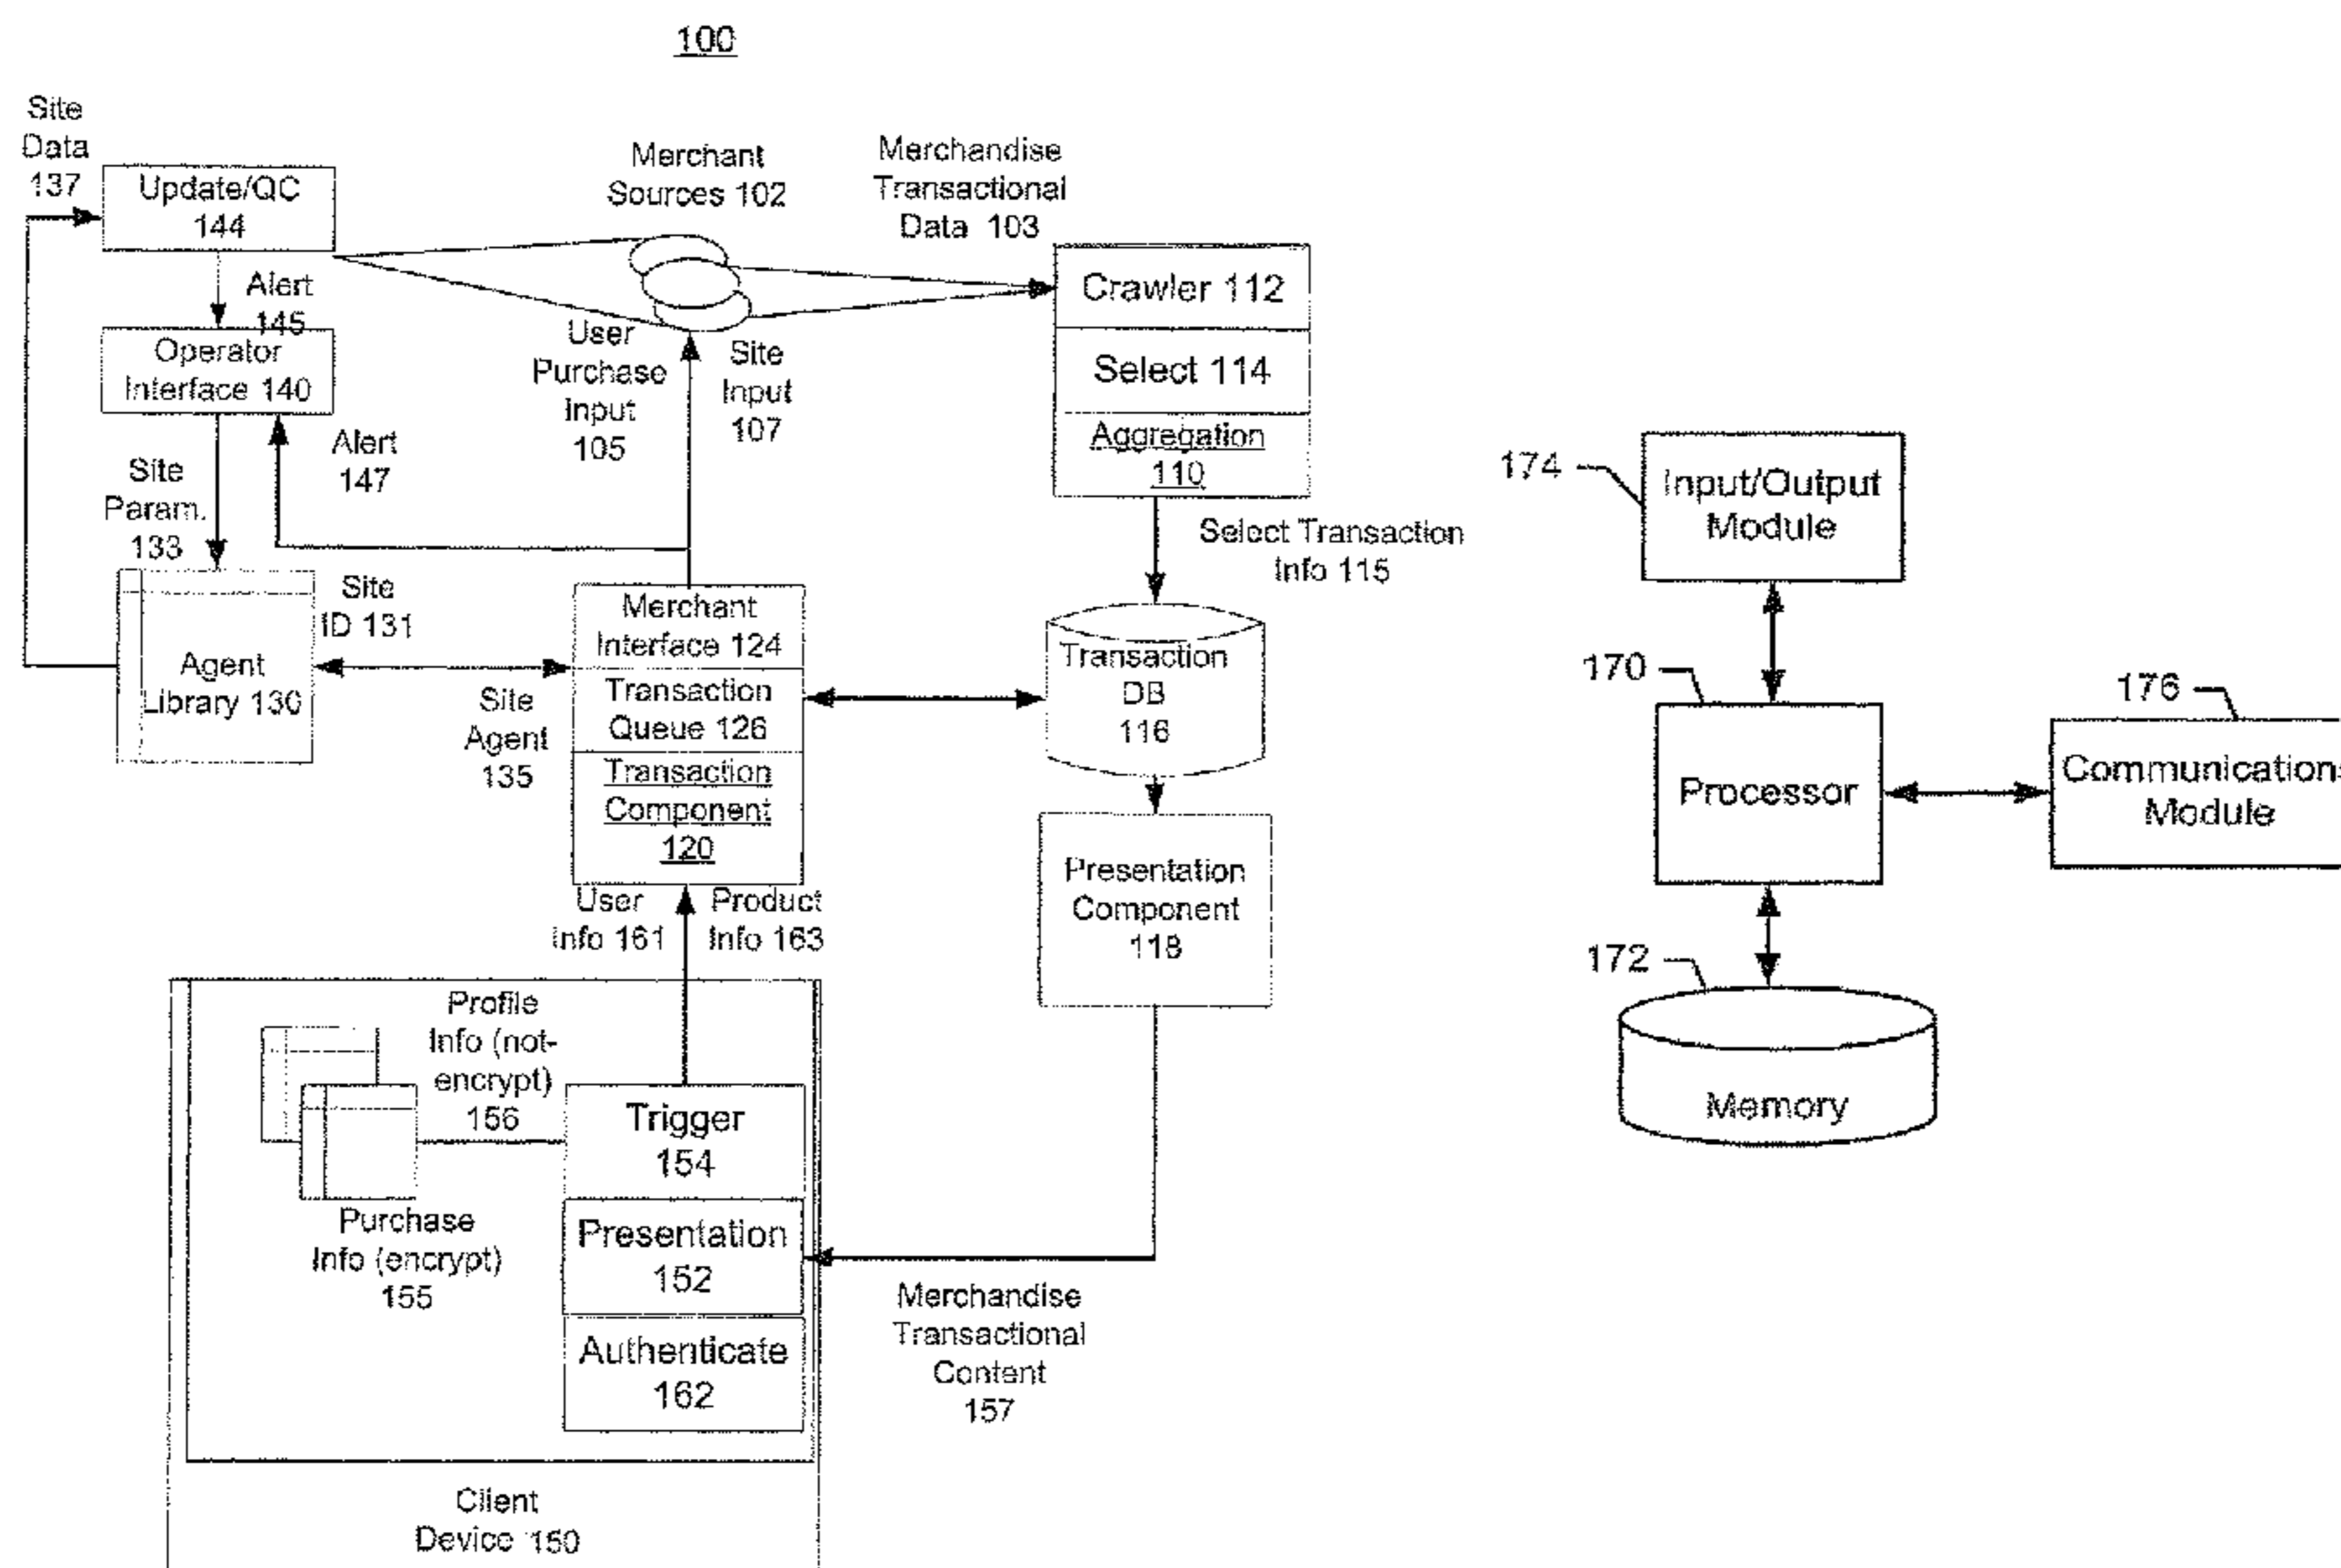 100
Site
Data
137
Update/QC
144
Merchant
Sources 102
Merchandise
Transactional
Data 103
Crawler 112
Select 114
Aggregation
110
Alert
145
Operator
Interface 140
User
Purchase
Input
105
Site
Input
107
Alert
147
Site
Param.
133
Select Transaction
Info 115
Site
ID 131
Agent
Library 130
Site
Agent
135
Merchant
Interface 124
Transaction
Queue 126
Transaction
Component
120
Transaction
DB
116
Presentation
Component
118
User
Info 161
Product
Info 163
Profile
Info (not-
encrypt)
156
Purchase
Info (encrypt)
155
Trigger
154
Presentation
152
Authenticate
162
Merchandise
Transactional
Content
157
Client
Device 150
174
Input/Output
Module
170
Processor
176
Communications
Module
172
Memory